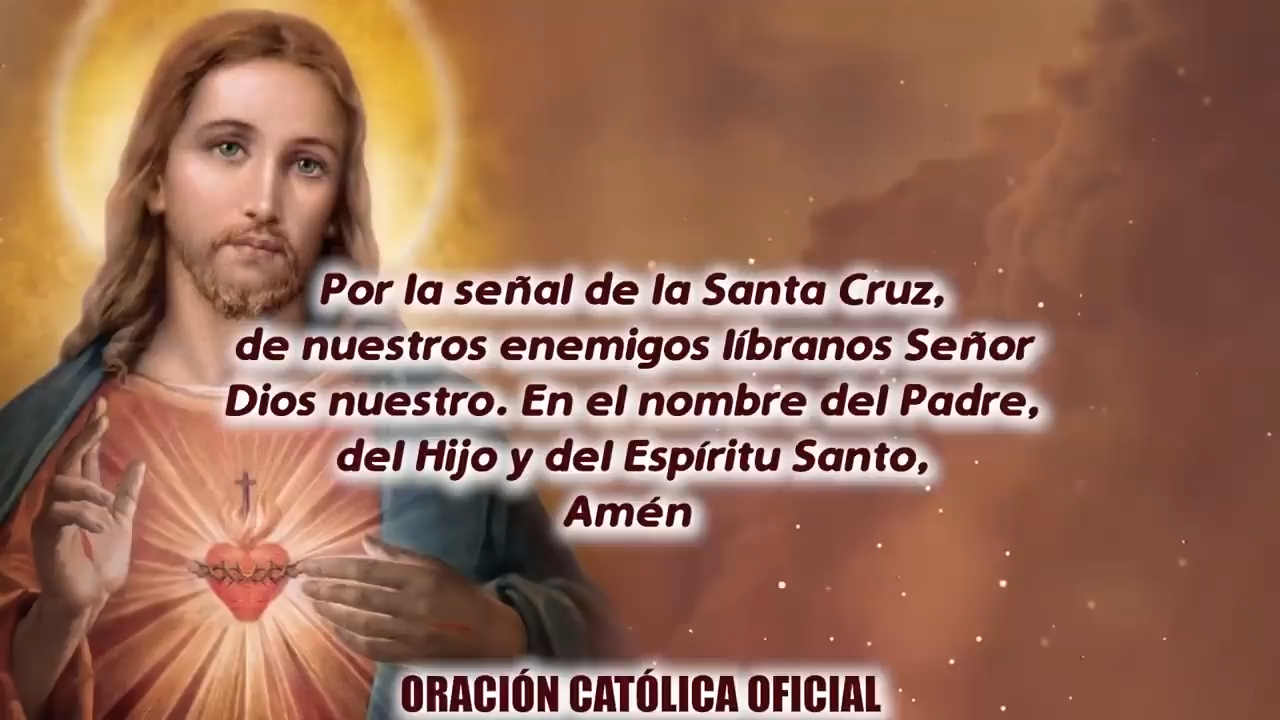 Por la señal de la Santa Cruz,
de nuestros enemigos líbranos Señor
Dios nuestro. En el nombre del Padre,
del Hijo y del Espíritu Santo,
Amén
ORACIÓN CATÓLICA OFICIAL